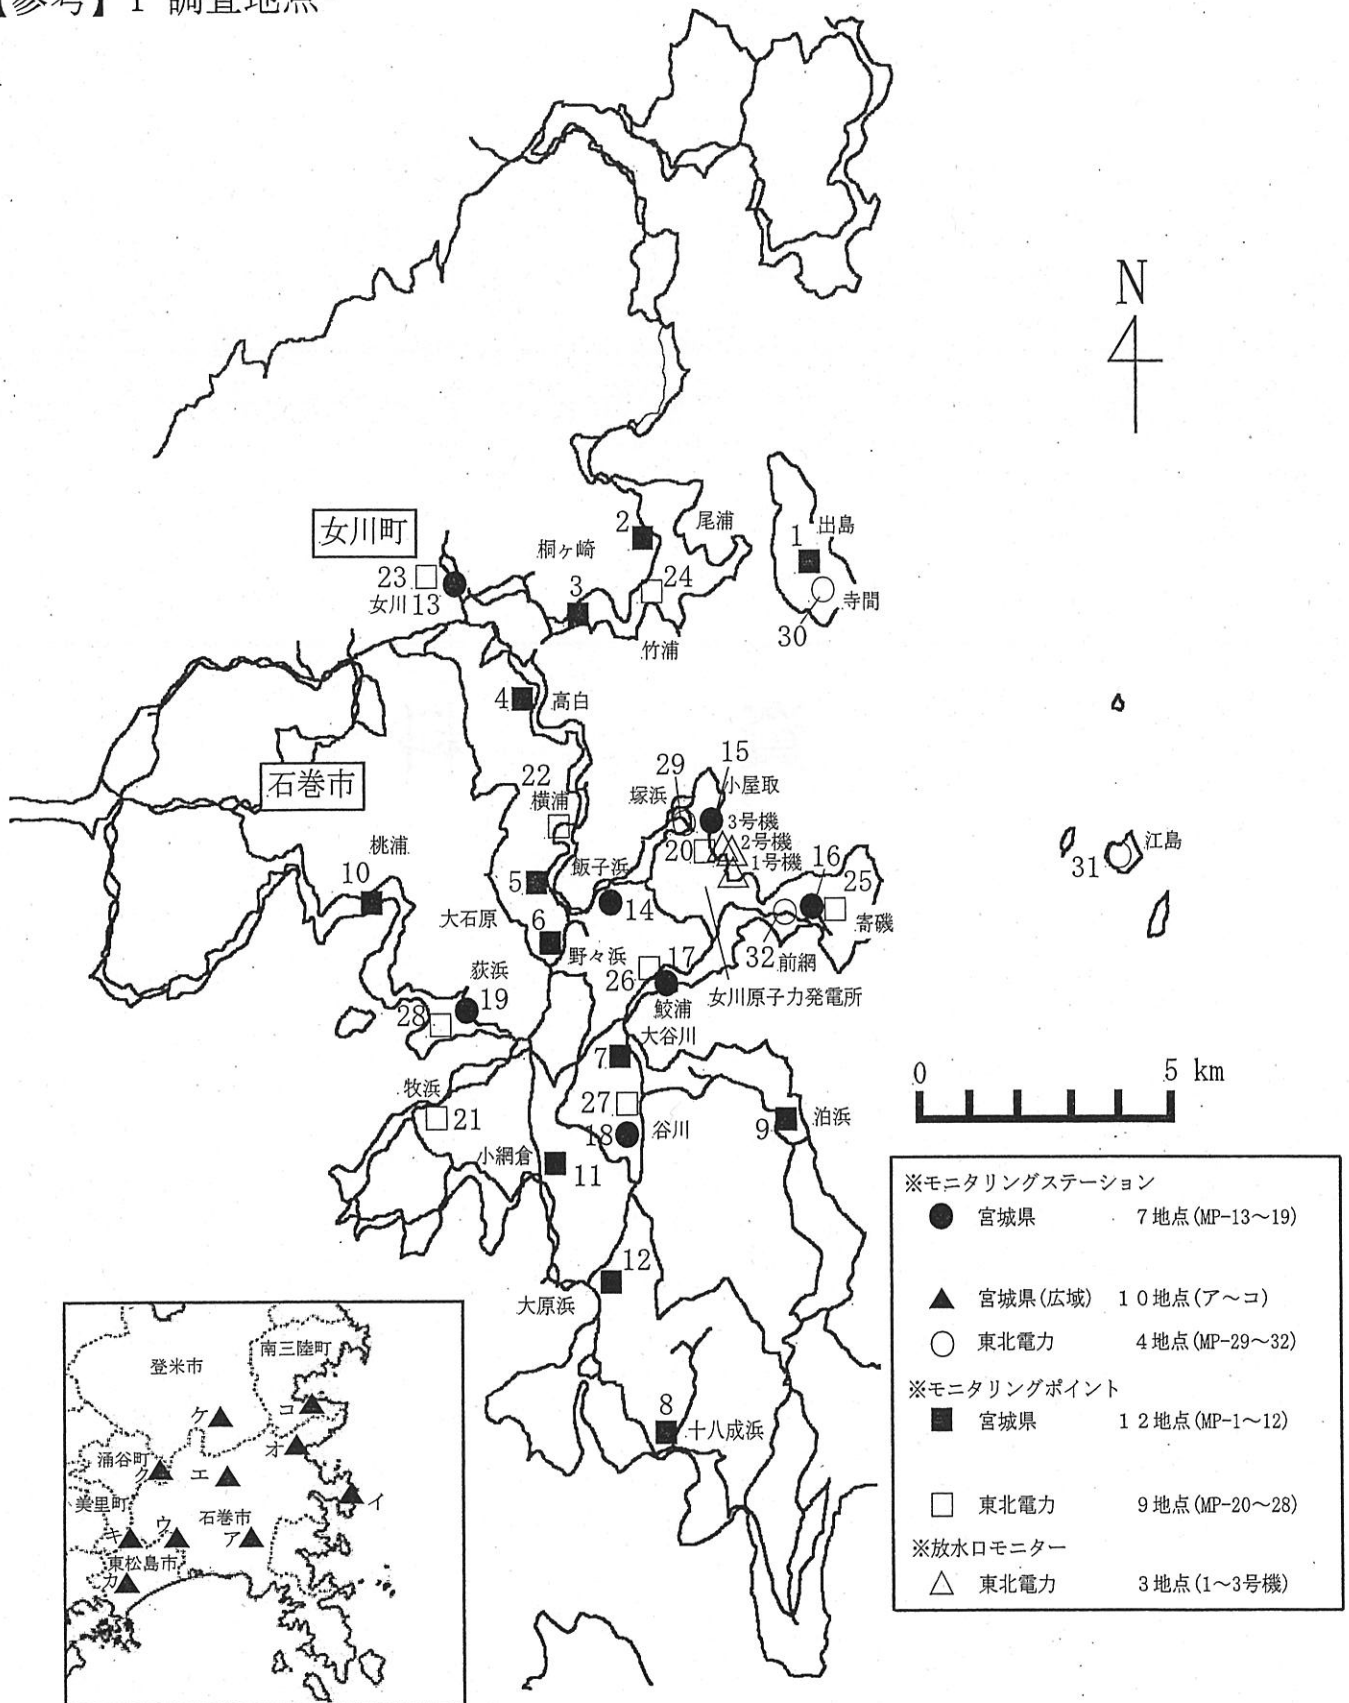 【参考】1 調査地点
N
女川町
2
尾浦
1
出島
桐ヶ崎
23
女川 13
3
24
寺間
30
竹浦
4
高白
石巻市
22
横浦
29
15
塚浜
小屋取
3号機
2号機
1号機
20
31
江島
桃浦
10
5
飯子浜
14
16
25
寄磯
大石原
6
野々浜
17
32
前網
26
鮫浦
女川原子力発電所
荻浜
19
28
大谷川
7
0 5 km
牧浜
21
27
18
谷川
9
泊浜
小網倉
11
12
大原浜
8
十八成浜
※モニタリングステーション
宮城県 7地点(MP-13～19)
宮城県(広域) 10地点(ア～コ)
東北電力 4地点(MP-29～32)
※モニタリングポイント
宮城県 12地点(MP-1～12)
東北電力 9地点(MP-20～28)
※放水口モニター
東北電力 3地点(1～3号機)
登米市
南三陸町
ケ
コ
オ
涌谷町
ク
エ
イ
美里町
石巻市
キ
ウ
ア
東松島市
カ